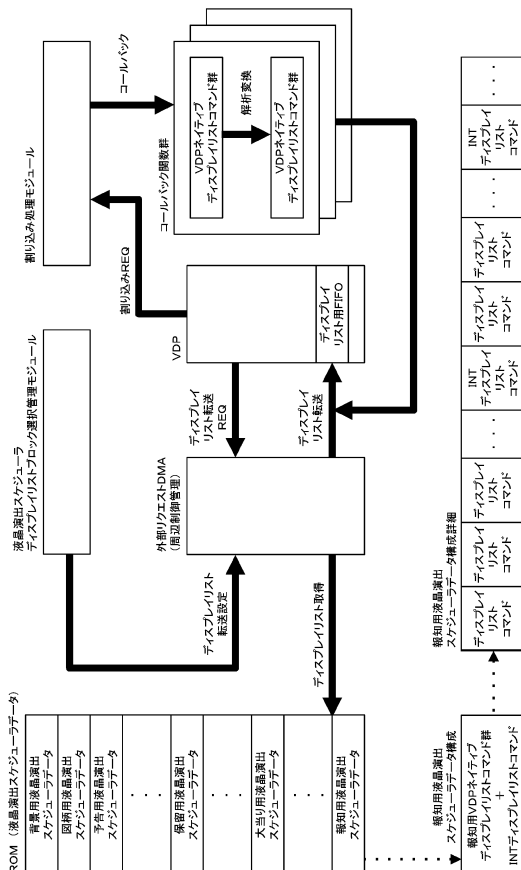 ROM (液晶演出スケジューラデータ)
背景用液晶演出
スケジューラデータ
図柄用液晶演出
スケジューラデータ
予告用液晶演出
スケジューラデータ
・・・
保留用液晶演出
スケジューラデータ
・・・
大当り用液晶演出
スケジューラデータ
・・・
報知用液晶演出
スケジューラデータ
液晶演出スケジューラ
ディスプレイリストブロック選択管理モジュール
ディスプレイリスト
転送設定
ディスプレイリスト取得
外部リクエストDMA
(周辺制御管理)
ディスプレイ
リスト転送
REQ
ディスプレイ
リスト転送
VDP
ディスプレイ
リスト用FIFO
割り込みREQ
割り込み処理モジュール
コールバック
コールバック関数群
VDPネイティブ
ディスプレイリストコマンド群
解析変換
VDPネイティブ
ディスプレイリストコマンド群
報知用液晶演出
スケジューラデータ構成
報知用VDPネイティブ
ディスプレイリストコマンド群
+
INTディスプレイリストコマンド
報知用液晶演出
スケジューラデータ構成詳細
ディスプレイ
リスト
コマンド
ディスプレイ
リスト
コマンド
ディスプレイ
リスト
コマンド
・・・
INT
ディスプレイ
リスト
コマンド
ディスプレイ
リスト
コマンド
ディスプレイ
リスト
コマンド
・・・
INT
ディスプレイ
リスト
コマンド
・・・